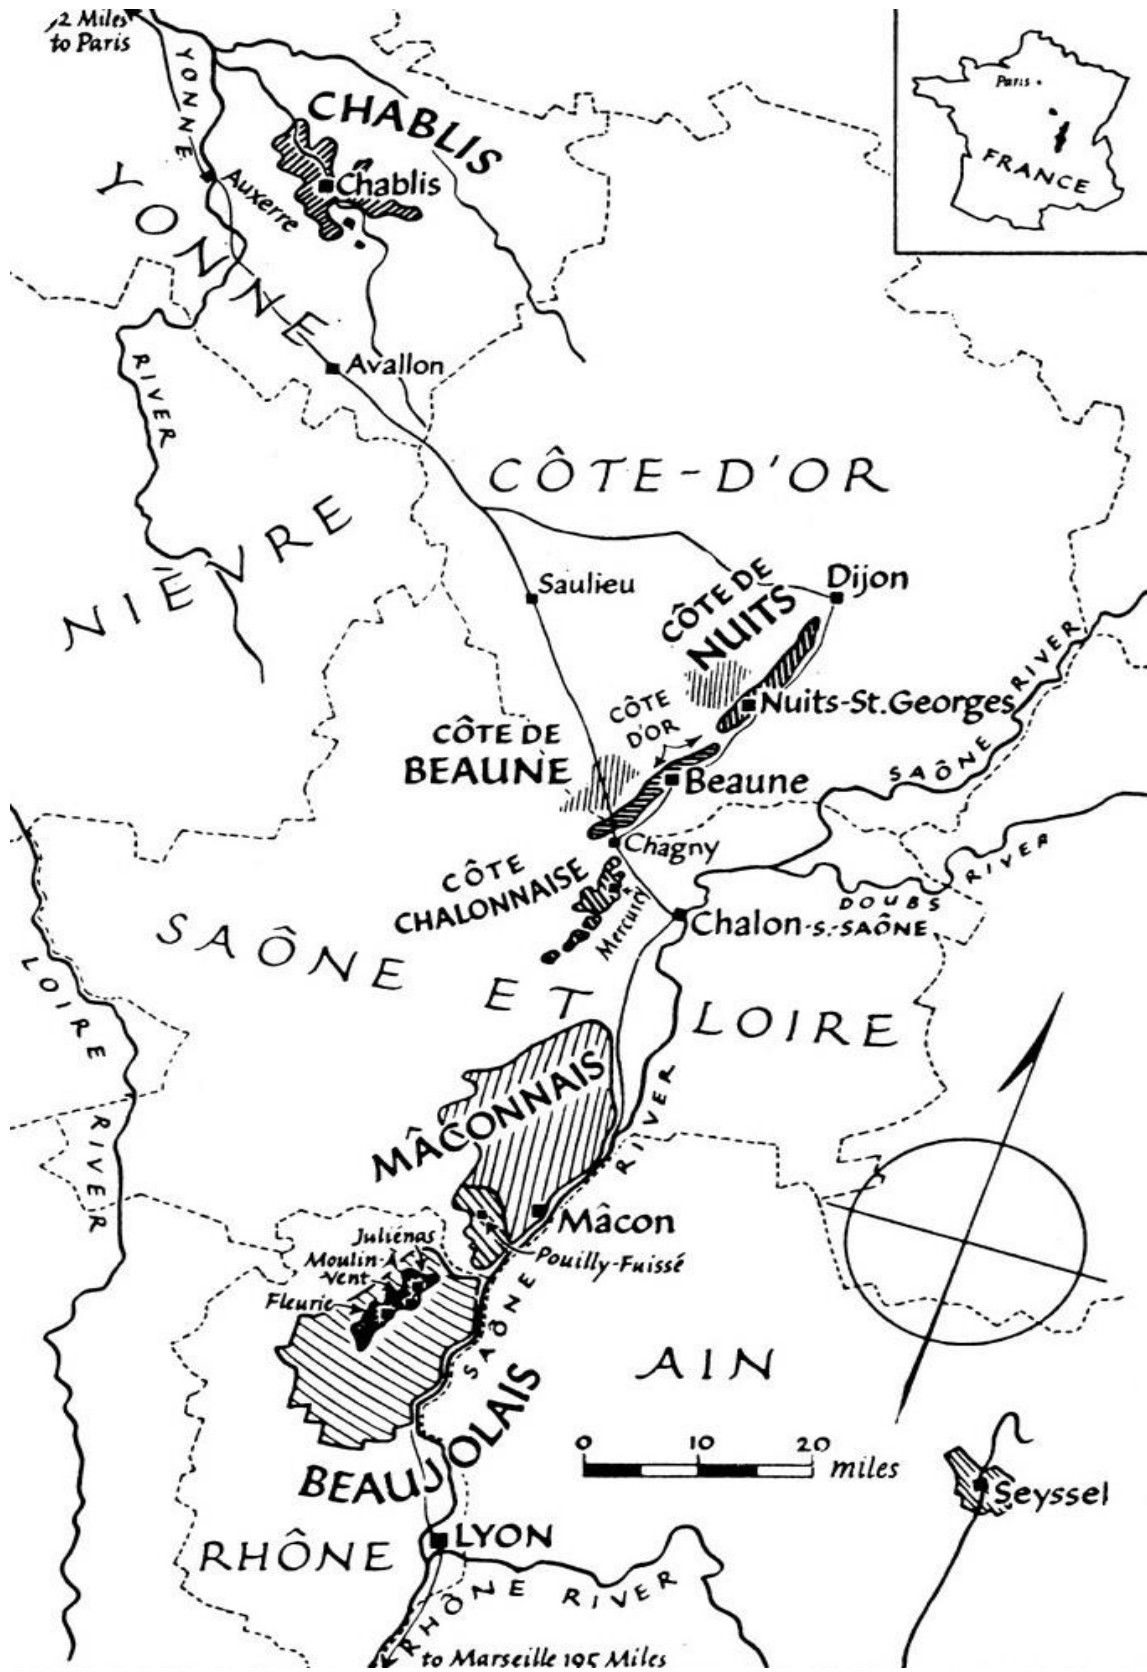 2 Miles
to Paris
YONNE
Paris
FRANCE
CHABLIS
Chablis
Auxerre
YONNE
RIVER
Avallon
CÔTE-D'OR
NIÈVRE
Saulieu
CÔTE DE
NUITS
Dijon
CÔTE
D'OR
Nuits-St.Georges
SAÔNE RIVER
CÔTE DE
BEAUNE
Beaune
Chagny
CÔTE
CHALONNAISE
Mercurey
DOUBS RIVER
Chalon-S.-SAÔNE
SAÔNE ET LOIRE
LOIRE RIVER
MÂCONNAIS
RIVER
Mâcon
Pouilly-Fuissé
Juliénas
Moulin-À-
Vent
Fleurie
SAÔNE
AIN
BEAUJOLAIS
0 10 20 miles
Seyssel
RHÔNE
LYON
RHÔNE RIVER
to Marseille 195 Miles